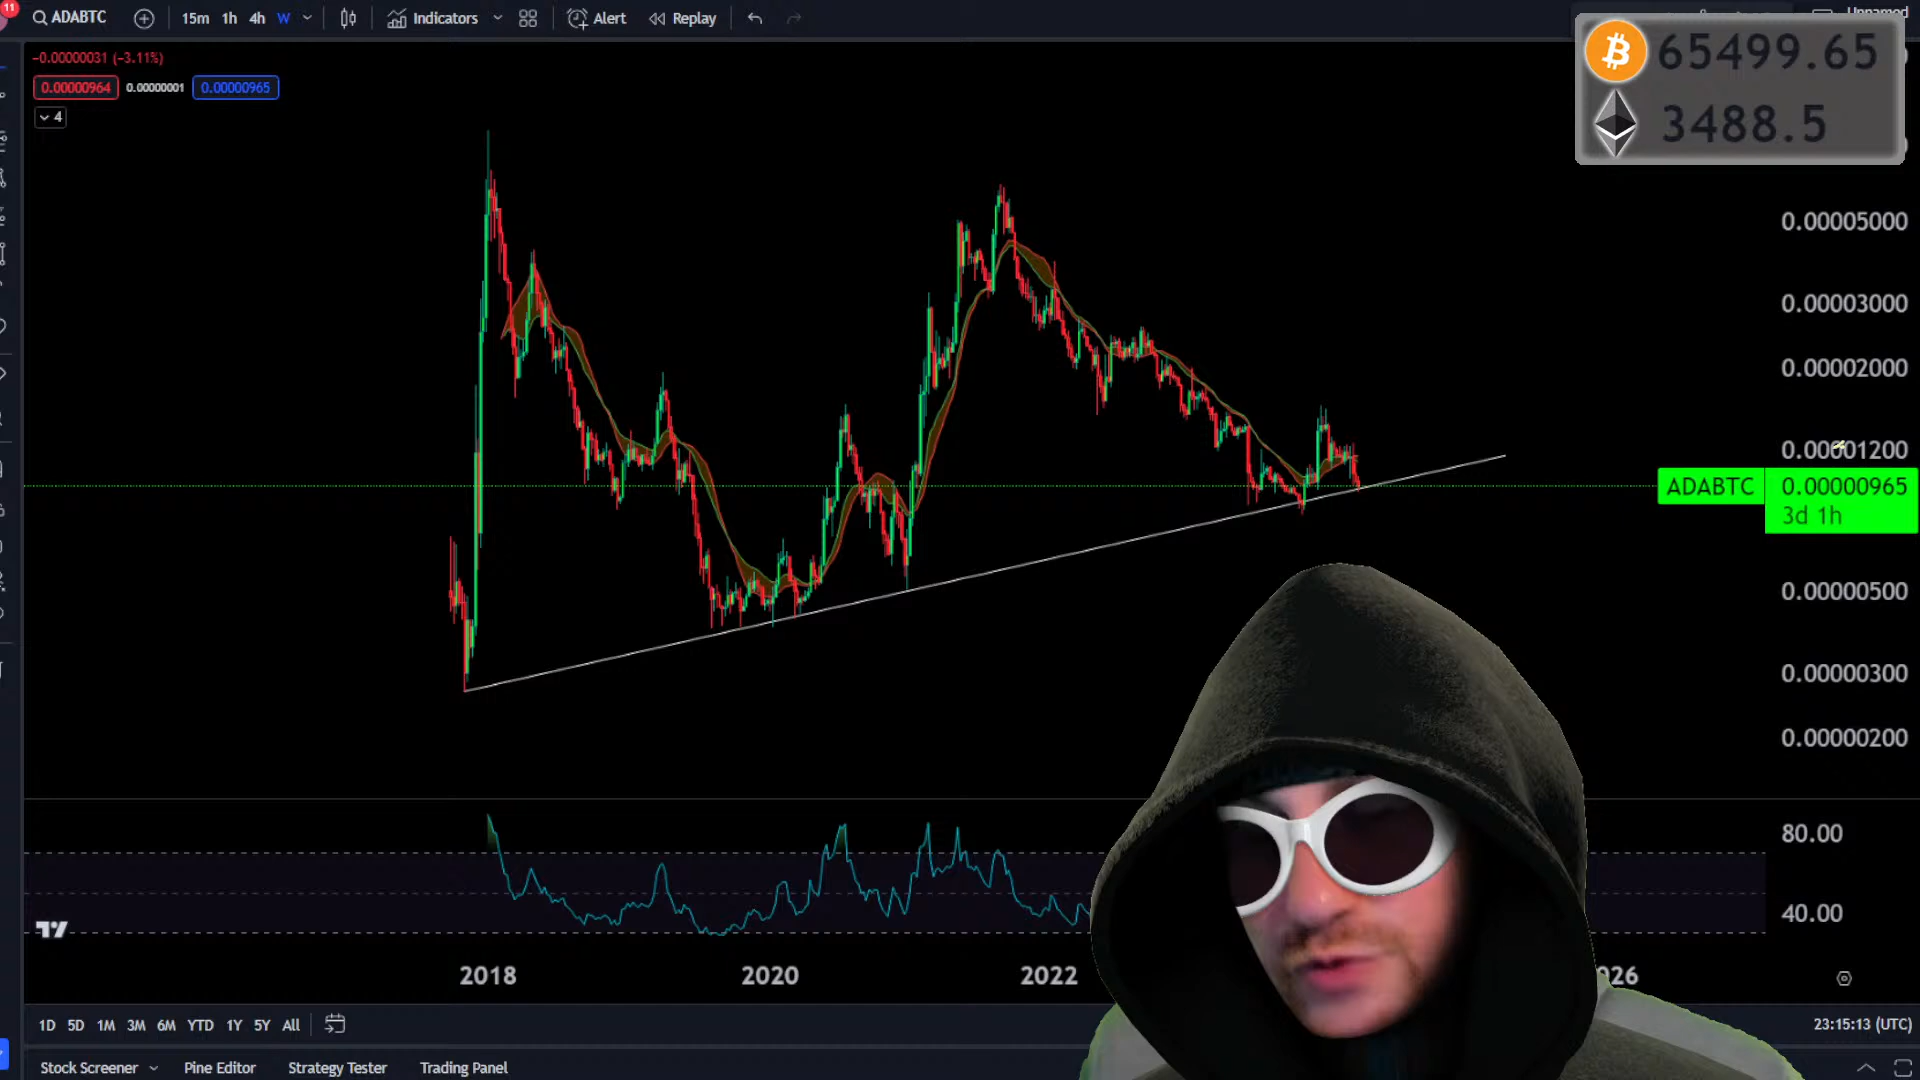 11
ADABTC
15m 1h 4h W
Indicators
Alert
Replay
Unnamed
−0.00000031 (−3.11%)
0.00000964 0.00000001 0.00000965
4
65499.65
3488.5
0.00005000
0.00003000
0.00002000
0.00001200
ADABTC 0.00000965
3d 1h
0.00000500
0.00000300
0.00000200
80.00
40.00
2018 2020 2022 026
1D 5D 1M 3M 6M YTD 1Y 5Y All
23:15:13 (UTC)
Stock Screener Pine Editor Strategy Tester Trading Panel